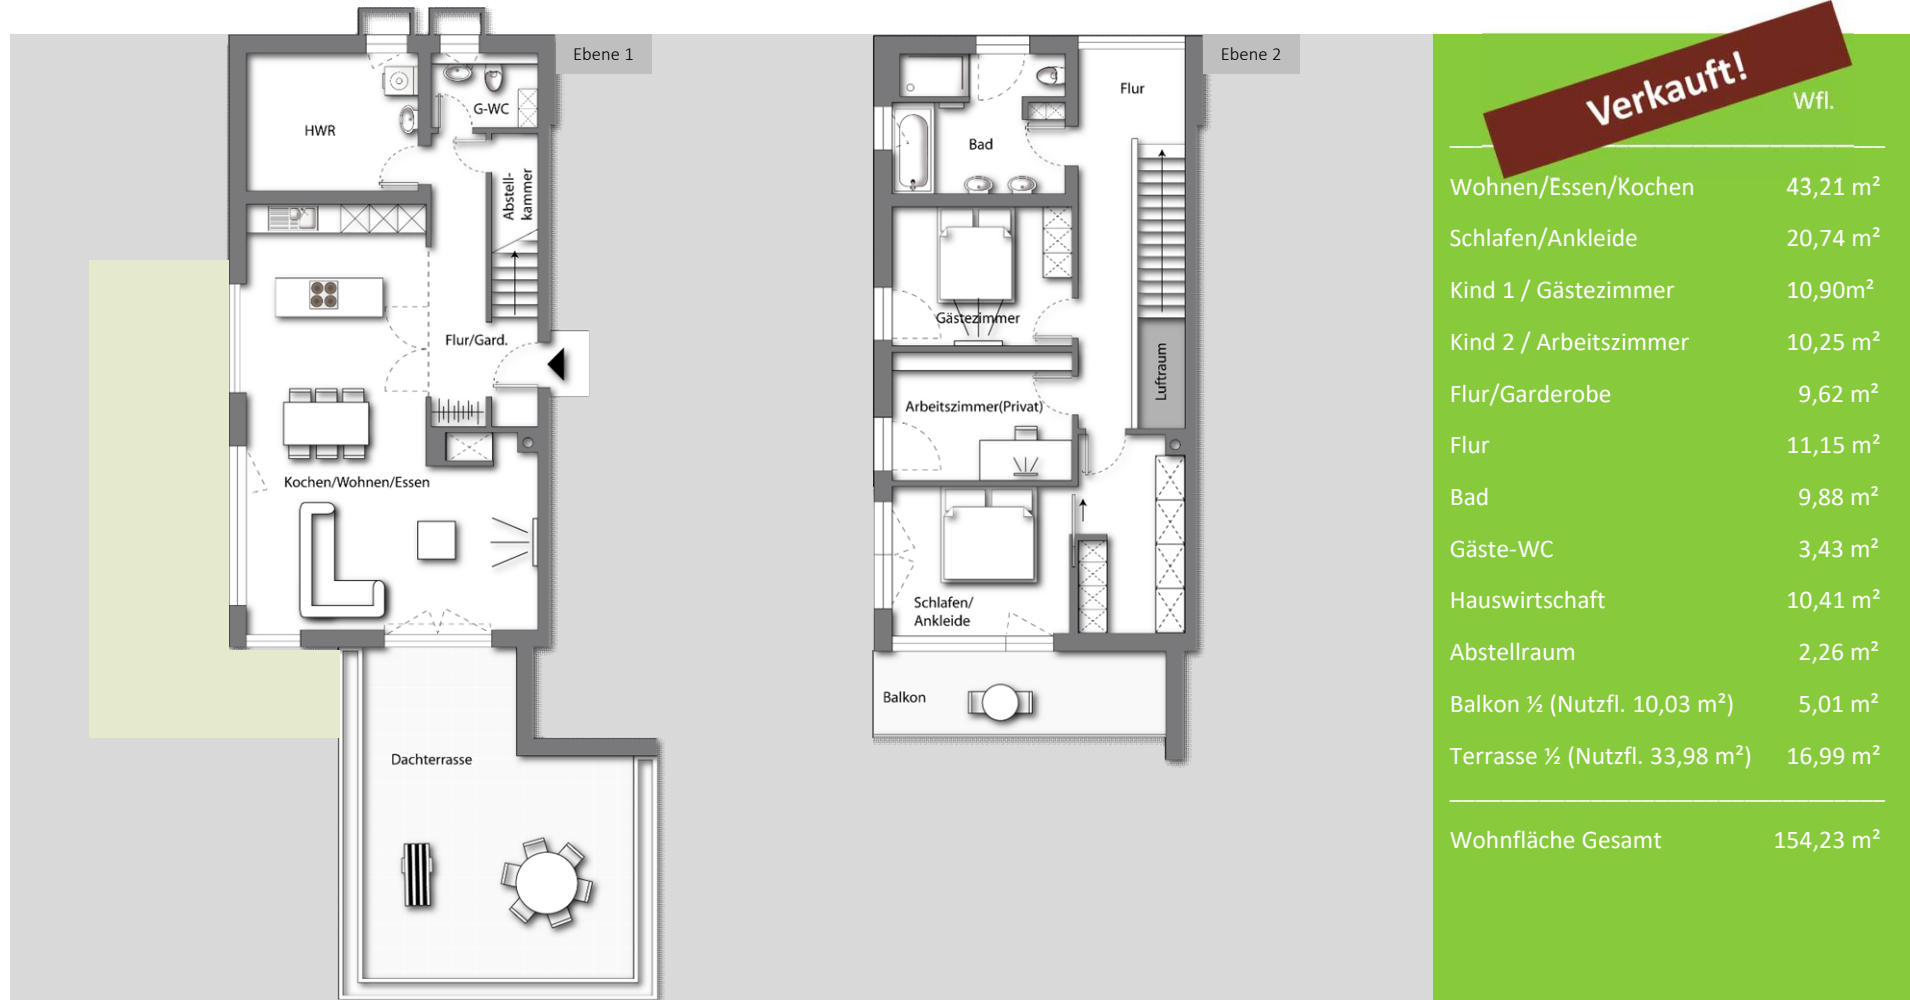 Ebene 1
HWR
G-WC
Abstell-
kammer
Flur/Gard.
Kochen/Wohnen/Essen
Dachterrasse
Ebene 2
Flur
Bad
Gästezimmer
Luftraum
Arbeitszimmer(Privat)
Schlafen/
Ankleide
Balkon
Verkauft!
Wfl.
Wohnen/Essen/Kochen 43,21 m²
Schlafen/Ankleide 20,74 m²
Kind 1 / Gästezimmer 10,90m²
Kind 2 / Arbeitszimmer 10,25 m²
Flur/Garderobe 9,62 m²
Flur 11,15 m²
Bad 9,88 m²
Gäste-WC 3,43 m²
Hauswirtschaft 10,41 m²
Abstellraum 2,26 m²
Balkon ½ (Nutzfl. 10,03 m²) 5,01 m²
Terrasse ½ (Nutzfl. 33,98 m²) 16,99 m²
Wohnfläche Gesamt 154,23 m²